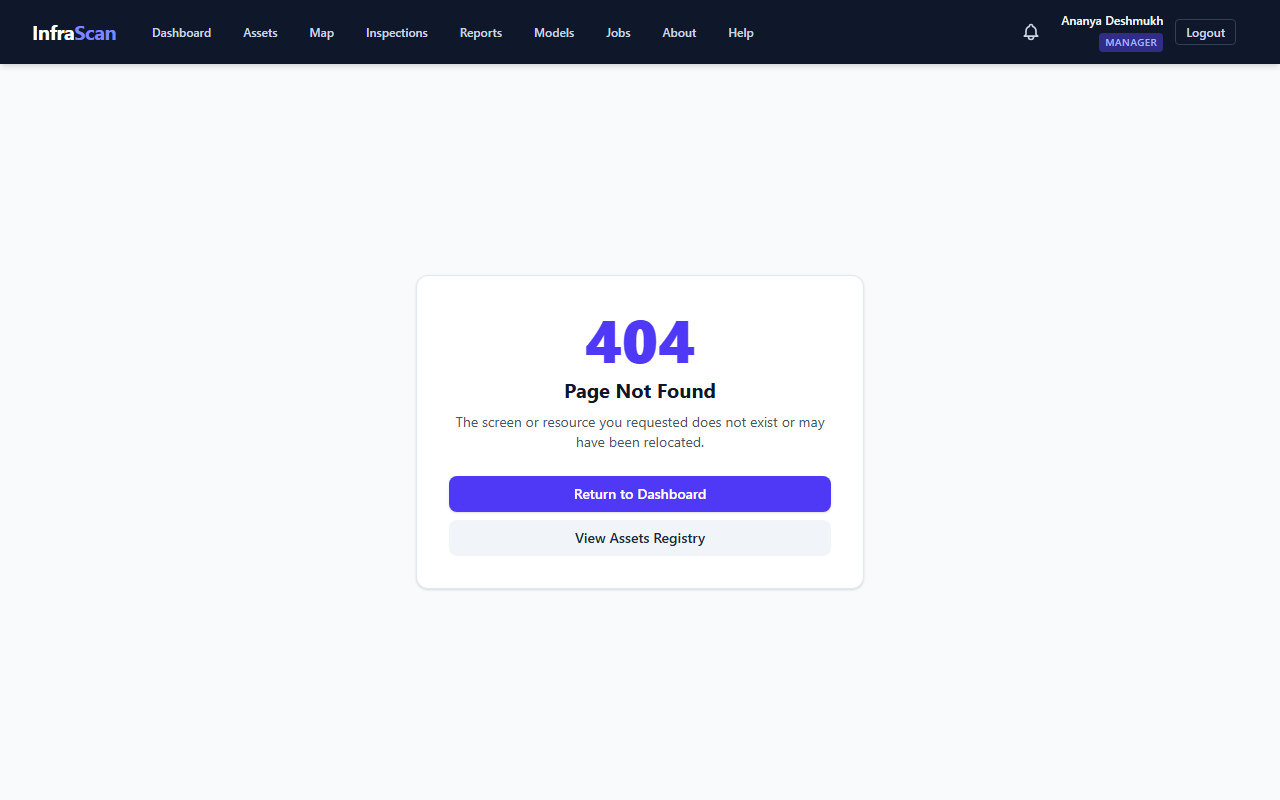 InfraScan
Dashboard
Assets
Map
Inspections
Reports
Models
Jobs
About
Help
Ananya Deshmukh
MANAGER
Logout
404
Page Not Found
The screen or resource you requested does not exist or may
have been relocated.
Return to Dashboard
View Assets Registry